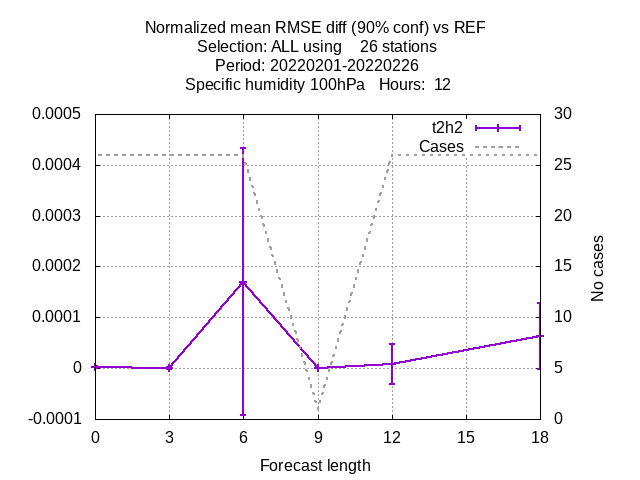 Normalized mean RMSE diff (90% conf) vs REF
Selection: ALL using    26 stations
Period: 20220201-20220226
Specific humidity 100hPa   Hours:  12
0.0005
0.0004
0.0003
0.0002
0.0001
0
-0.0001
30
25
20
15
10
5
0
t2h2
Cases
No cases
0 3 6 9 12 15 18
Forecast length